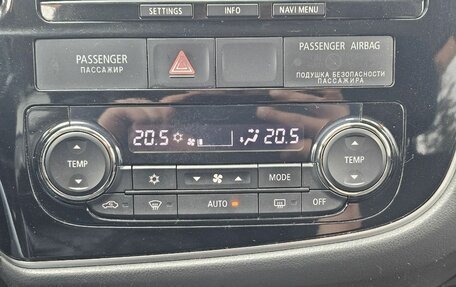 SETTINGS INFO NAVI MENU
PASSENGER PASSENGER AIRBAG
ПАССАЖИР ПОДУШКА БЕЗОПАСНОСТИ
ПАССАЖИРА
20.5 20.5
TEMP TEMP
MODE
AUTO OFF